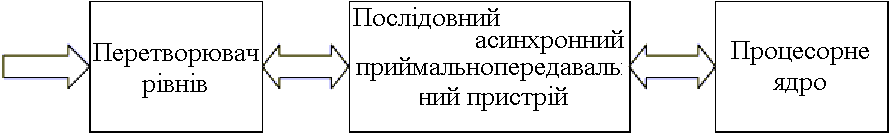 Перетворювач
рівнів
Послідовний
асинхронний
приймальнопередаваль
ний пристрій
Процесорне
ядро